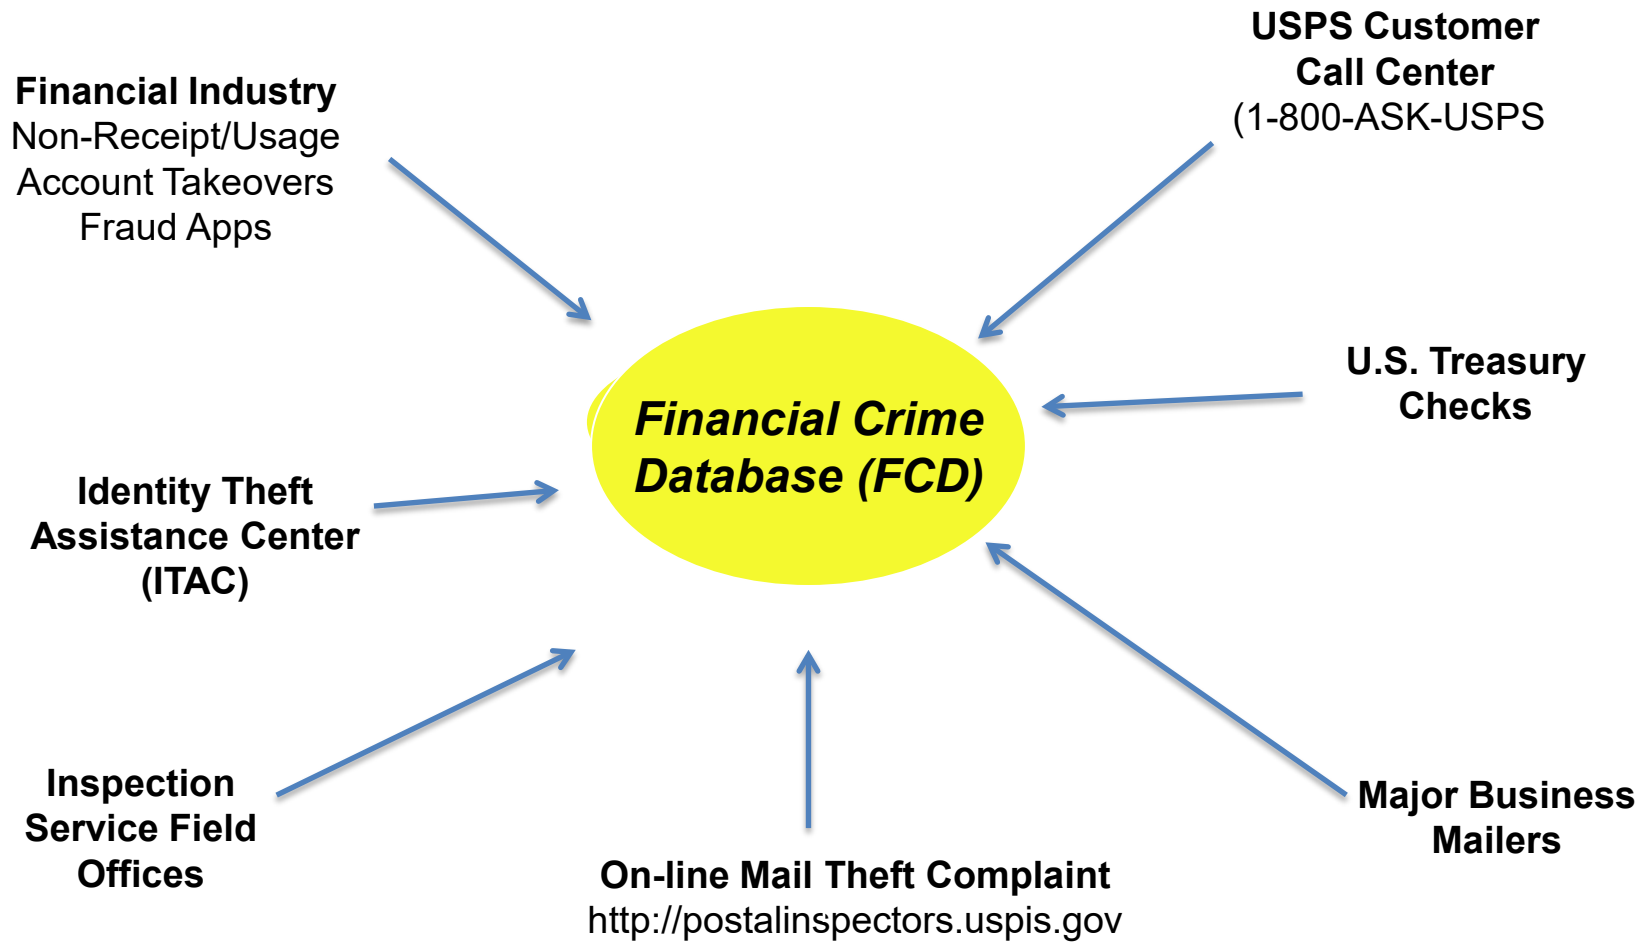 USPS Customer
Call Center
(1-800-ASK-USPS
Financial Industry
Non-Receipt/Usage
Account Takeovers
Fraud Apps
U.S. Treasury
Checks
Financial Crime
Database (FCD)
Identity Theft
Assistance Center
(ITAC)
Inspection
Service Field
Offices
Major Business
Mailers
On-line Mail Theft Complaint
http://postalinspectors.uspis.gov